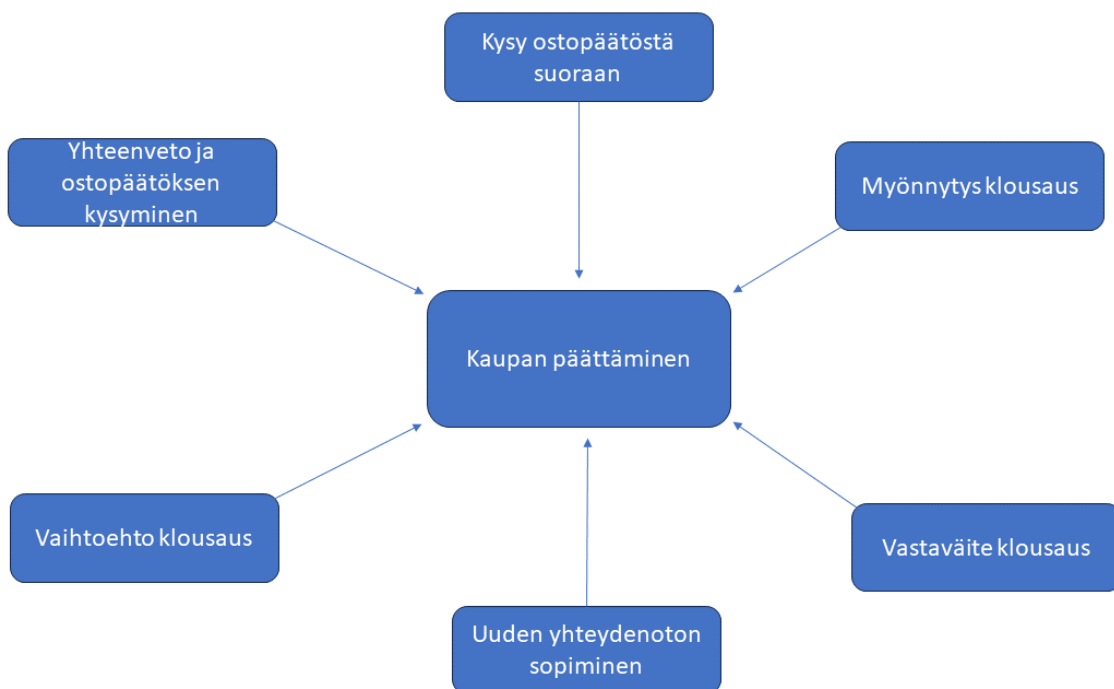 Kysy ostopäätöstä
suoraan
Yhteenveto ja
ostopäätöksen
kysyminen
Myönnytys klousaus
Kaupan päättäminen
Vaihtoehto klousaus
Vastaväite klousaus
Uuden yhteydenoton
sopiminen